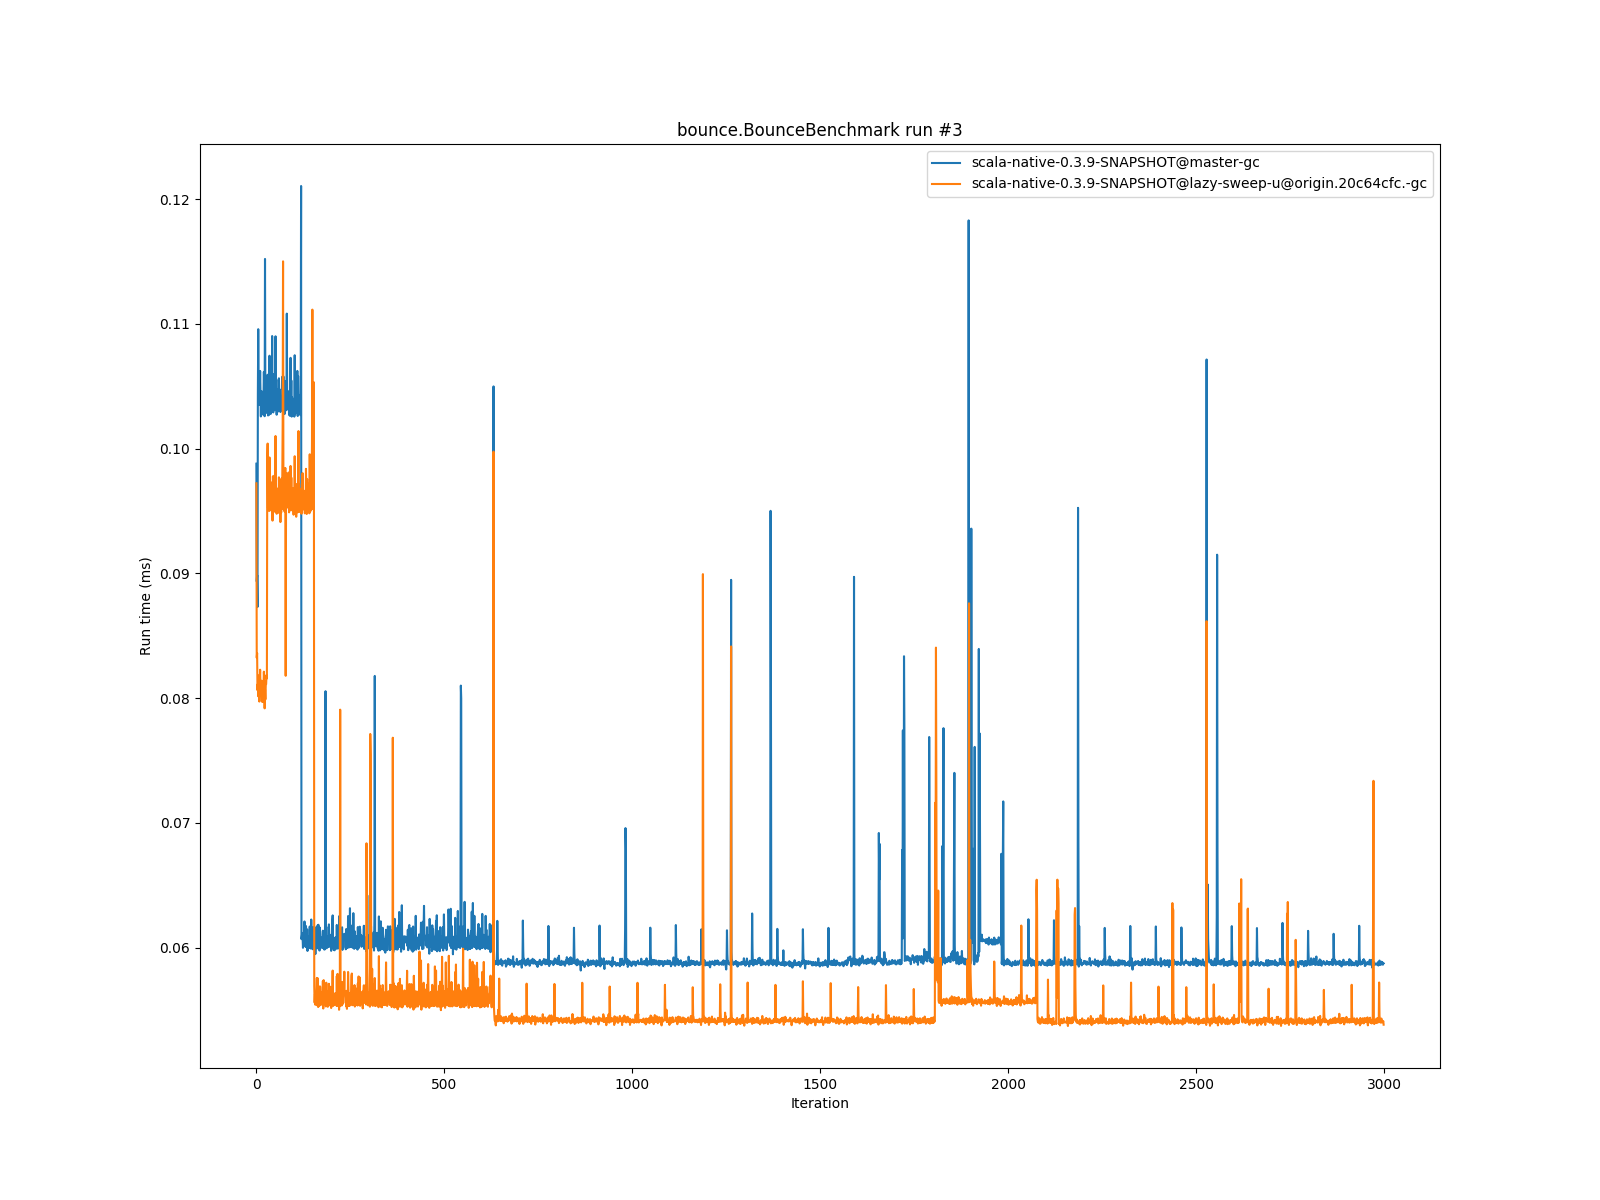 bounce.BounceBenchmark run #3
scala-native-0.3.9-SNAPSHOT@master-gc
scala-native-0.3.9-SNAPSHOT@lazy-sweep-u@origin.20c64cfc.-gc
0.12
0.11
0.10
0.09
0.08
0.07
0.06
Run time (ms)
0
500
1000
1500
2000
2500
3000
Iteration